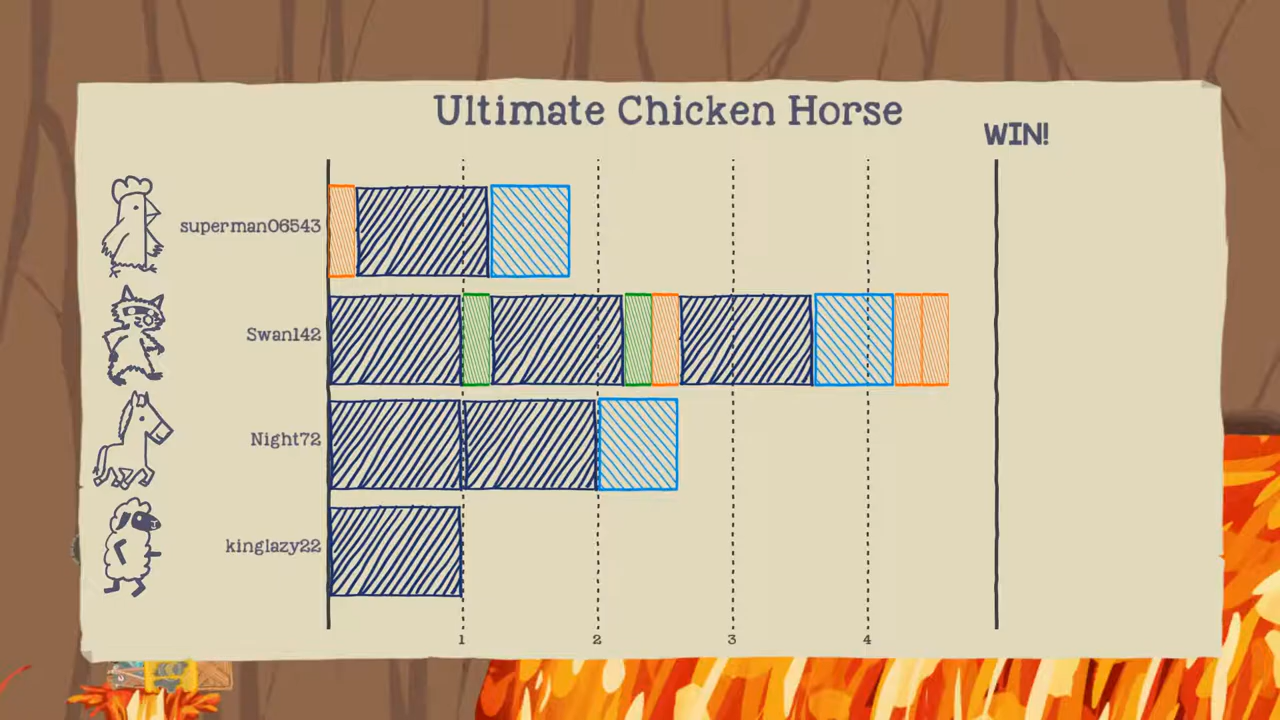 Ultimate Chicken Horse
WIN!
superman06543
Swan142
Night72
kinglazy22
1 2 3 4